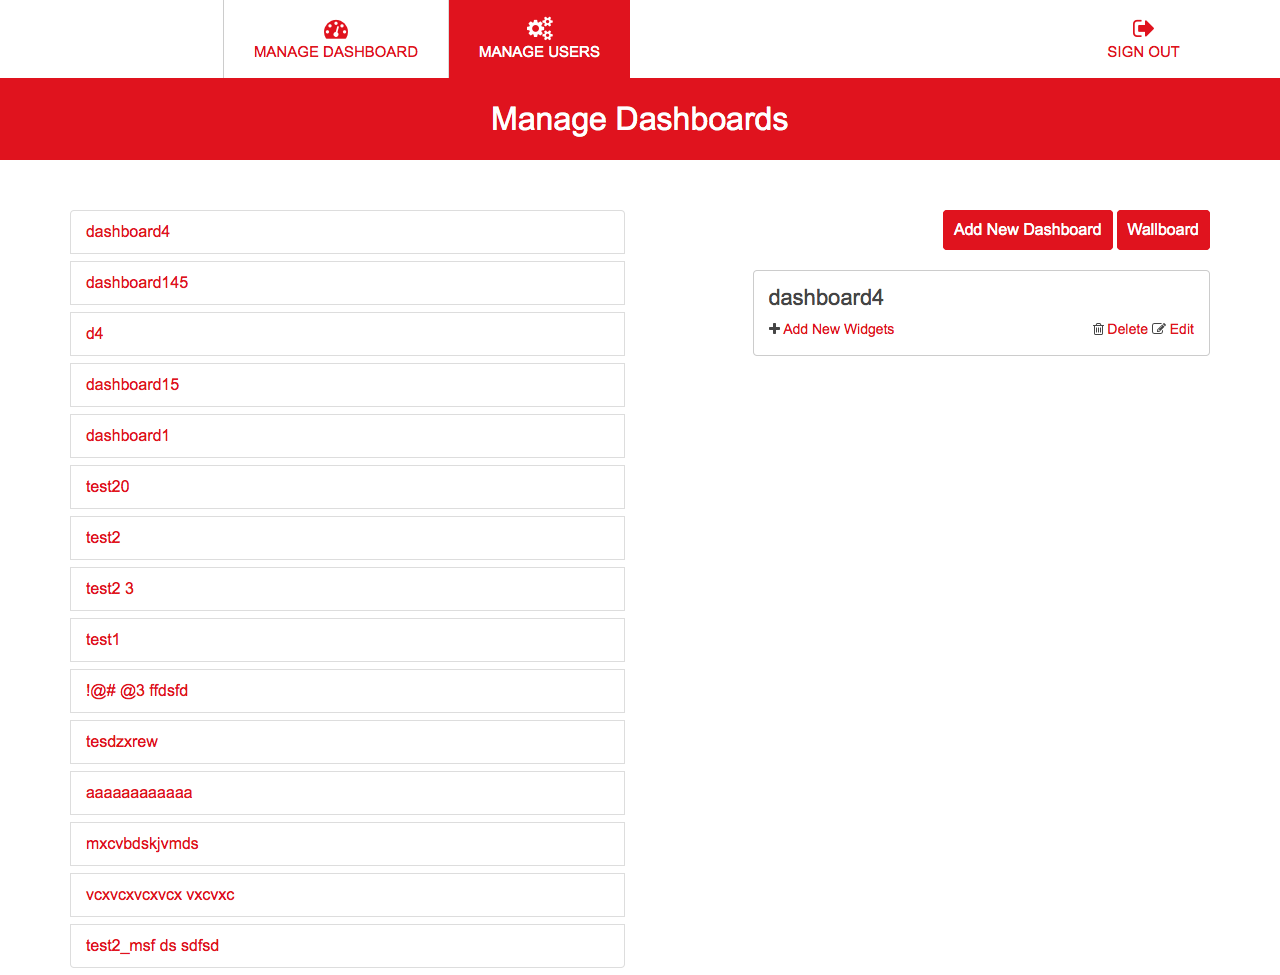 MANAGE DASHBOARD
MANAGE USERS
SIGN OUT
Manage Dashboards
dashboard4
dashboard145
d4
dashboard15
dashboard1
test20
test2
test2 3
test1
!@# @3 ffdsfd
tesdzxrew
aaaaaaaaaaaa
mxcvbdskjvmds
vcxvcxvcxvcx vxcvxc
test2_msf ds sdfsd
Add New Dashboard
Wallboard
dashboard4
Add New Widgets
Delete
Edit